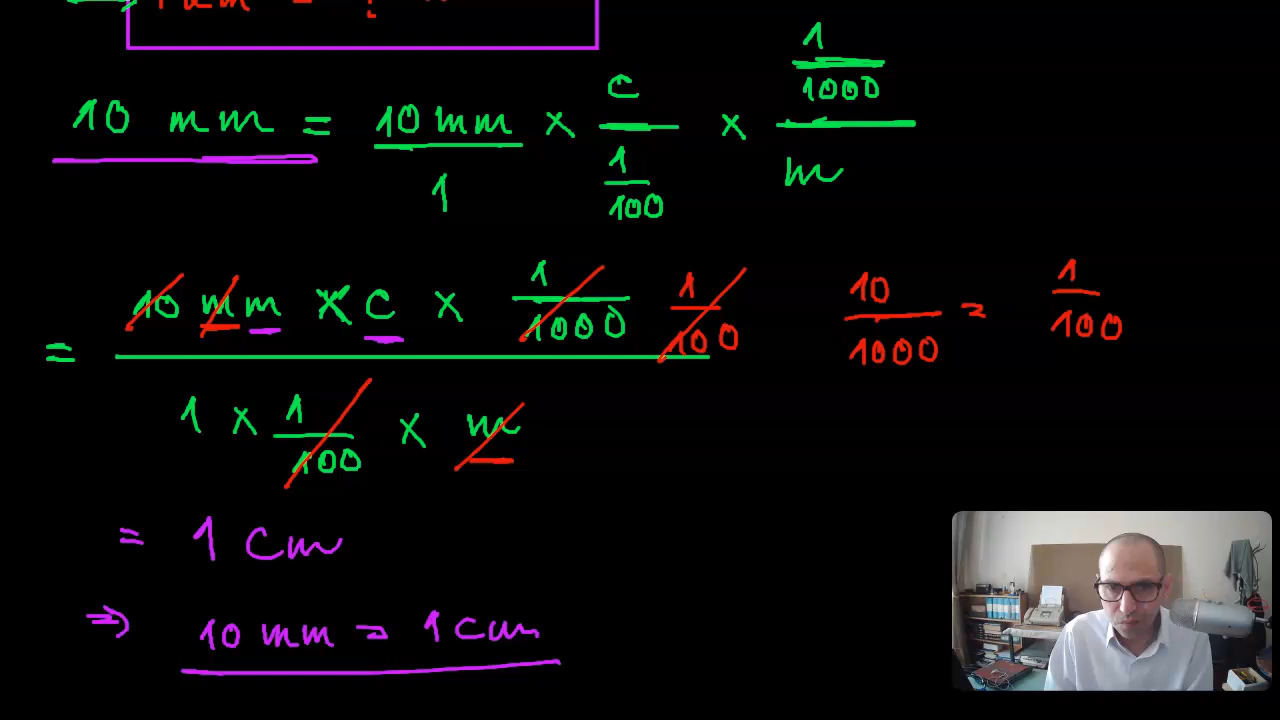 = ?
10 mm = 10 mm / 1 × c / (1/100) × (1/1000) / m
= 10 m m × c × 1/1000 1/100 / 1 × 1/100 × m 10/1000 = 1/100
= 1 cm
⇒ 10 mm = 1 cm